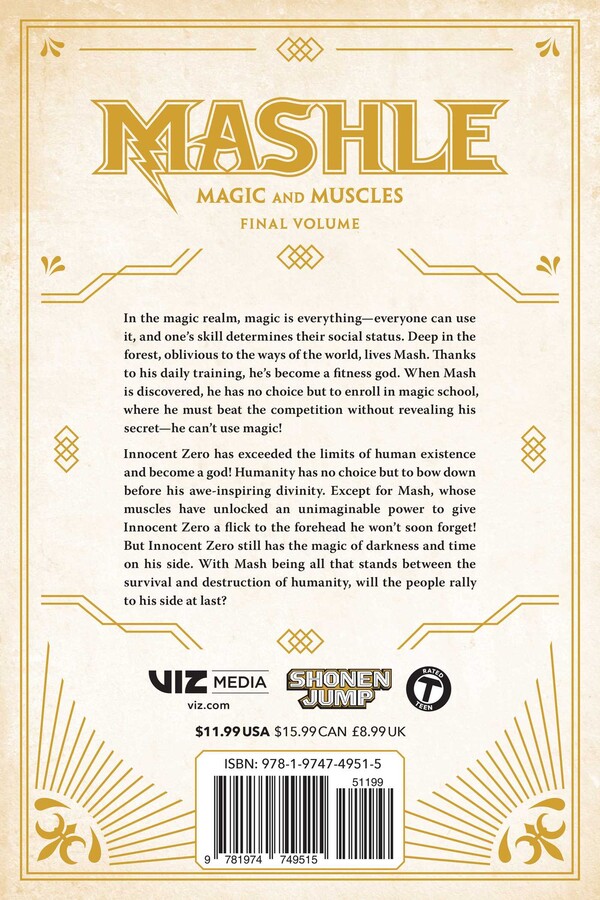 MASHLE
MAGIC AND MUSCLES
FINAL VOLUME
In the magic realm, magic is everything—everyone can use
it, and one's skill determines their social status. Deep in the
forest, oblivious to the ways of the world, lives Mash. Thanks
to his daily training, he's become a fitness god. When Mash
is discovered, he has no choice but to enroll in magic school,
where he must beat the competition without revealing his
secret—he can't use magic!
Innocent Zero has exceeded the limits of human existence
and become a god! Humanity has no choice but to bow down
before his awe-inspiring divinity. Except for Mash, whose
muscles have unlocked an unimaginable power to give
Innocent Zero a flick to the forehead he won't soon forget!
But Innocent Zero still has the magic of darkness and time
on his side. With Mash being all that stands between the
survival and destruction of humanity, will the people rally
to his side at last?
VIZ MEDIA
viz.com
SHONEN
JUMP
RATED
T
TEEN
$11.99 USA $15.99 CAN £8.99 UK
ISBN: 978-1-9747-4951-5
51199
9 781974 749515